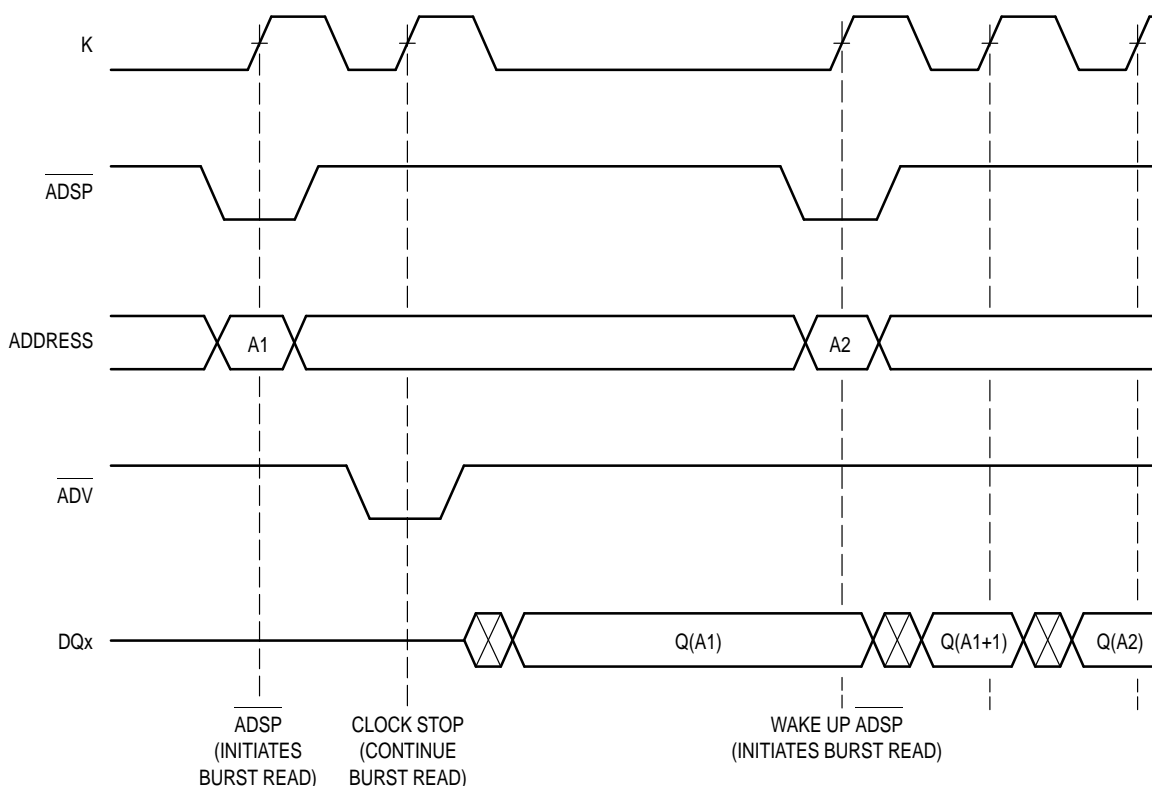 K
ADSP
ADDRESS
A1
A2
ADV
DQx
Q(A1)
Q(A1+1)
Q(A2)
ADSP
(INITIATES
BURST READ)
CLOCK STOP
(CONTINUE
BURST READ)
WAKE UP ADSP
(INITIATES BURST READ)